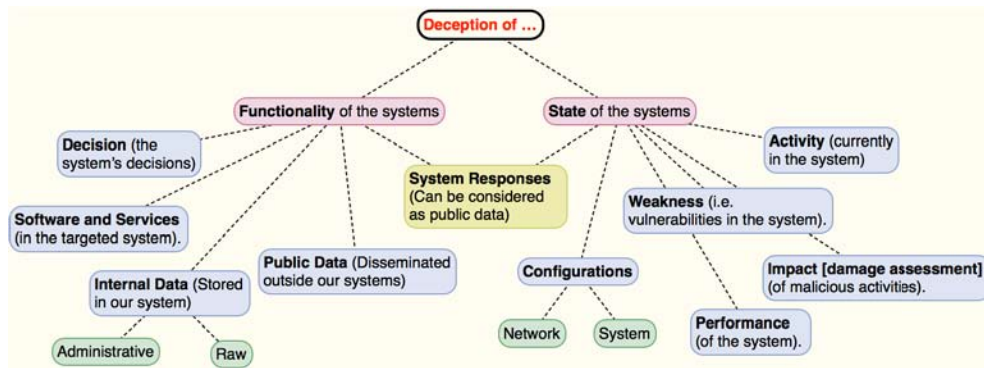 Deception of ...
Functionality of the systems
State of the systems
Decision (the
system's decisions)
Activity (currently
in the system)
System Responses
(Can be considered
as public data)
Weakness (i.e.
vulnerabilities in the system).
Software and Services
(in the targeted system).
Public Data (Disseminated
outside our systems)
Configurations
Impact [damage assessment]
(of malicious activities).
Internal Data (Stored
in our system)
Performance
(of the system).
Administrative
Raw
Network
System